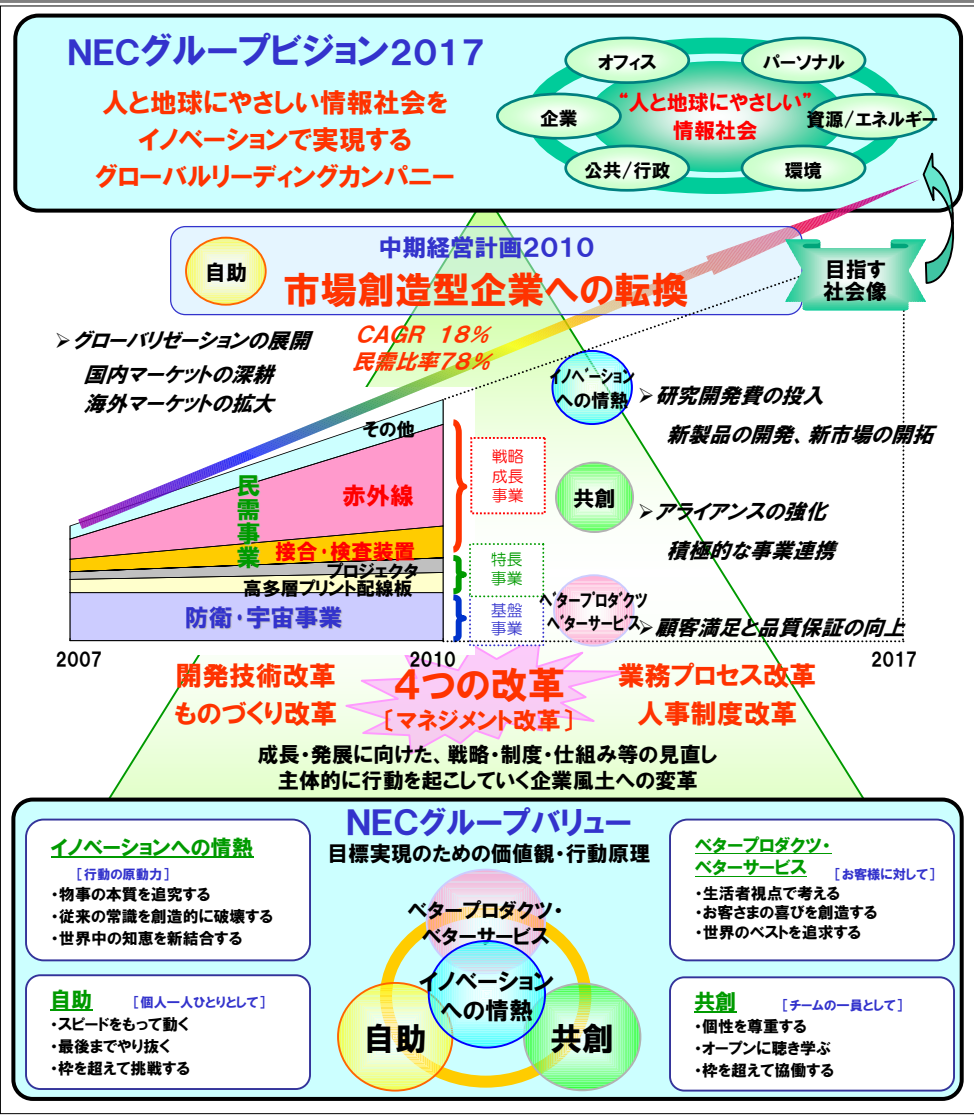 NECグループビジョン2017
人と地球にやさしい情報社会を
イノベーションで実現する
グローバルリーディングカンパニー
オフィス
パーソナル
企業
“人と地球にやさしい”
情報社会
資源/エネルギー
公共/行政
環境
自助
中期経営計画2010
市場創造型企業への転換
目指す
社会像
➢グローバリゼーションの展開
国内マーケットの深耕
海外マーケットの拡大
CAGR 18%
民需比率78%
イノベーション
への情熱
➢研究開発費の投入
新製品の開発、新市場の開拓
その他
民需事業
赤外線
接合・検査装置
プロジェクタ
高多層プリント配線板
防衛・宇宙事業
戦略
成長
事業
特長
事業
基盤
事業
共創
➢アライアンスの強化
積極的な事業連携
ベタープロダクツ
ベターサービス
➢顧客満足と品質保証の向上
2007
2010
2017
開発技術改革
ものづくり改革
4つの改革
［マネジメント改革］
業務プロセス改革
人事制度改革
成長・発展に向けた、戦略・制度・仕組み等の見直し
主体的に行動を起こしていく企業風土への変革
NECグループバリュー
目標実現のための価値観・行動原理
イノベーションへの情熱
［行動の原動力］
・物事の本質を追究する
・従来の常識を創造的に破壊する
・世界中の知恵を新結合する
ベタープロダクツ・
ベターサービス ［お客様に対して］
・生活者視点で考える
・お客さまの喜びを創造する
・世界のベストを追求する
ベタープロダクツ・
ベターサービス
イノベーション
への情熱
自助
共創
自助 ［個人一人ひとりとして］
・スピードをもって動く
・最後までやり抜く
・枠を超えて挑戦する
共創 ［チームの一員として］
・個性を尊重する
・オープンに聴き学ぶ
・枠を超えて協働する